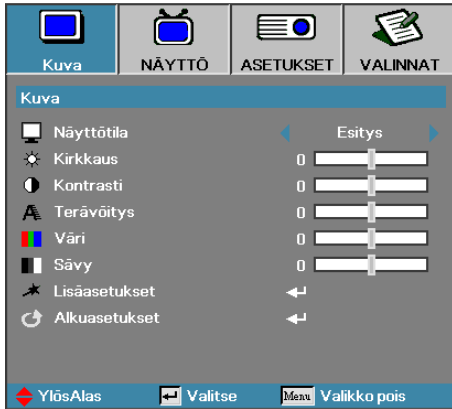 Kuva NÄYTTÖ ASETUKSET VALINNAT
Kuva
Näyttötila Esitys
Kirkkaus 0
Kontrasti 0
Terävöitys 0
Väri 0
Sävy 0
Lisäasetukset
Alkuasetukset
YlösAlas Valitse Menu Valikko pois